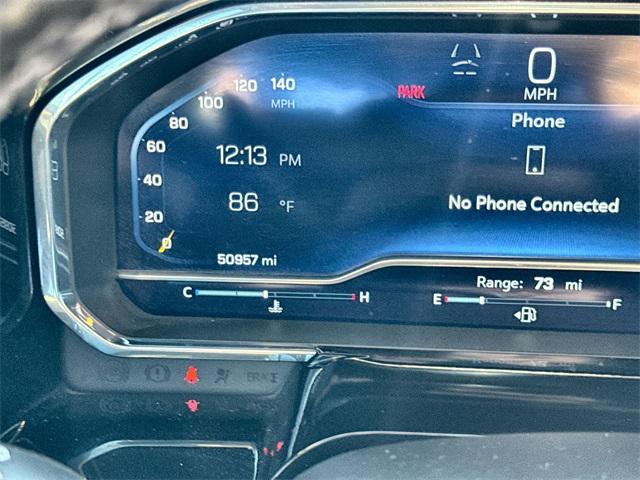 120 140
100 MPH
80
60
40
20
0
12:13 PM
86 °F
50957 mi
PARK
0
MPH
Phone
No Phone Connected
C H
Range: 73 mi
E F